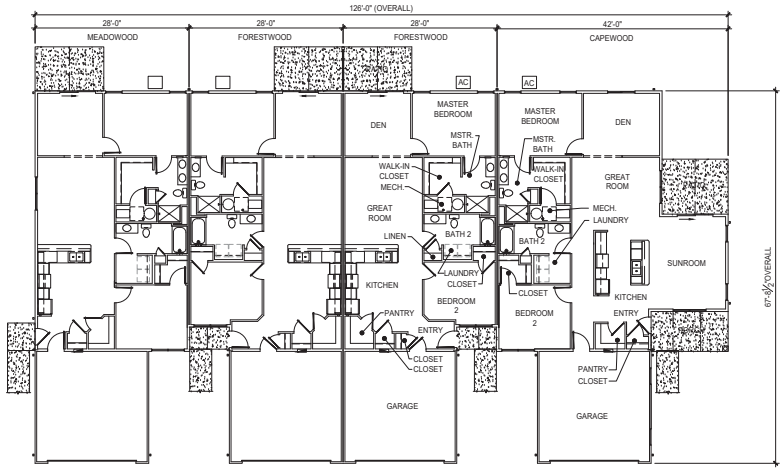 126'-0" (OVERALL)
28'-0"
28'-0"
28'-0"
42'-0"
MEADOWOOD
FORESTWOOD
FORESTWOOD
CAPEWOOD
AC
AC
DEN
MASTER
BEDROOM
MSTR.
BATH
WALK-IN
CLOSET
MECH.
GREAT
ROOM
LINEN
BATH 2
LAUNDRY
CLOSET
KITCHEN
BEDROOM
2
PANTRY
ENTRY
CLOSET
CLOSET
GARAGE
MASTER
BEDROOM
DEN
MSTR.
BATH
WALK-IN
CLOSET
GREAT
ROOM
MECH.
LAUNDRY
BATH 2
SUNROOM
CLOSET
KITCHEN
BEDROOM
2
ENTRY
PANTRY
CLOSET
GARAGE
67'-8½" OVERALL